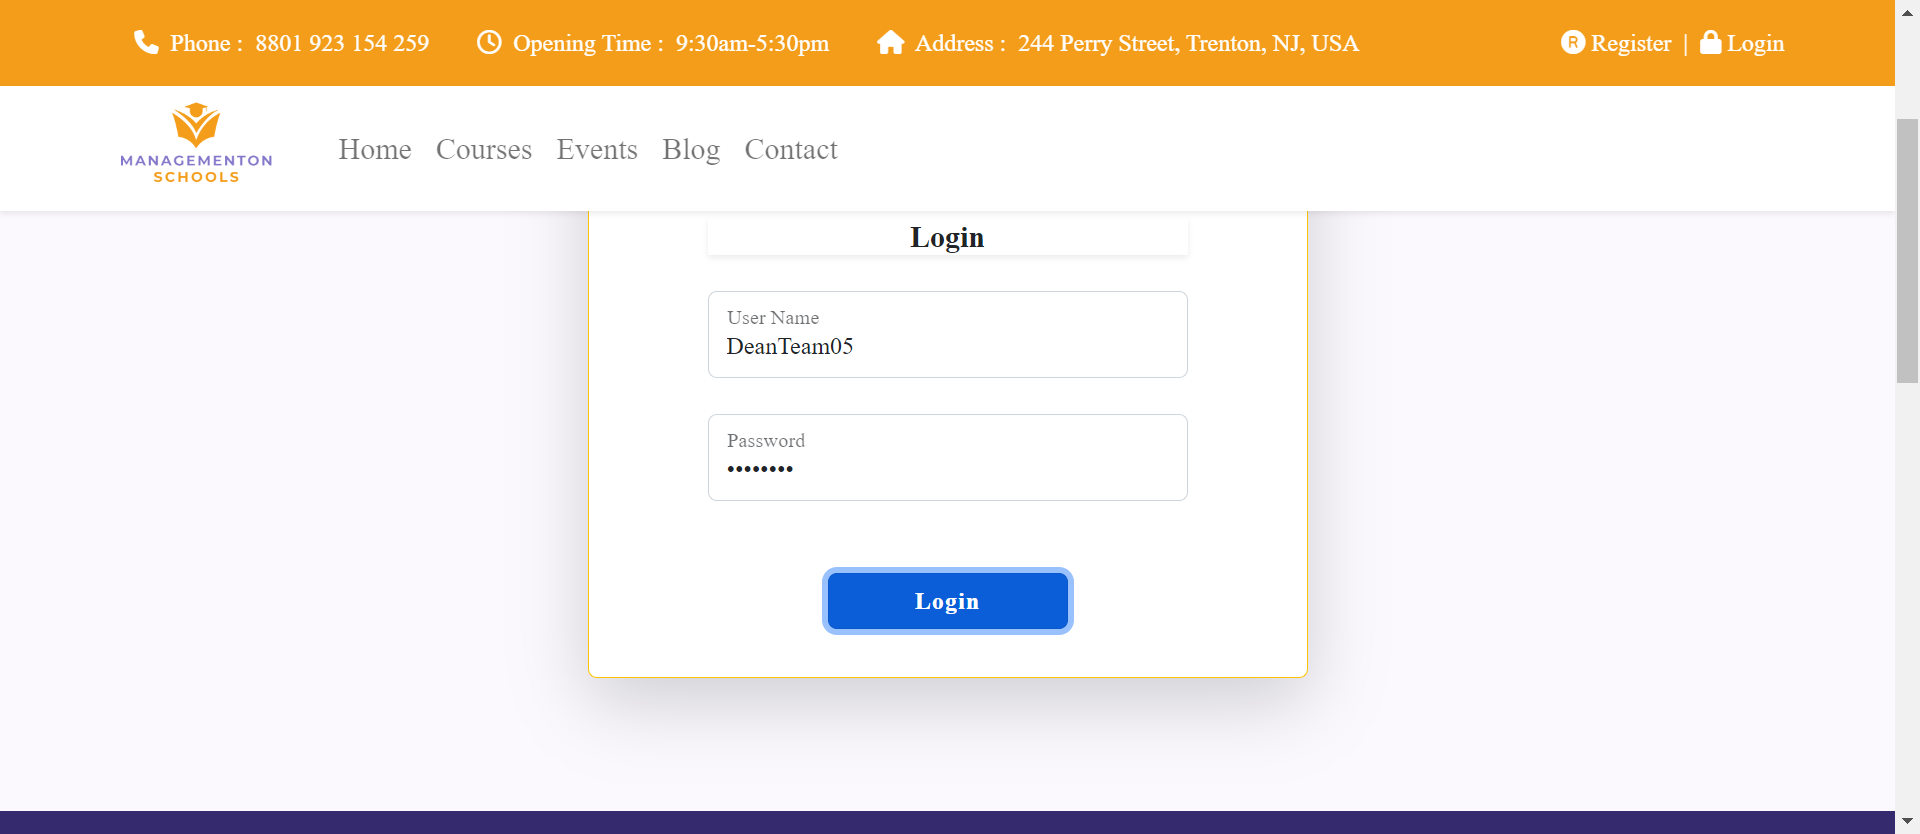 Phone : 8801 923 154 259 Opening Time : 9:30am-5:30pm Address : 244 Perry Street, Trenton, NJ, USA R Register | Login
MANAGEMENTON
SCHOOLS
Home Courses Events Blog Contact
Login
User Name
DeanTeam05
Password
••••••••
Login